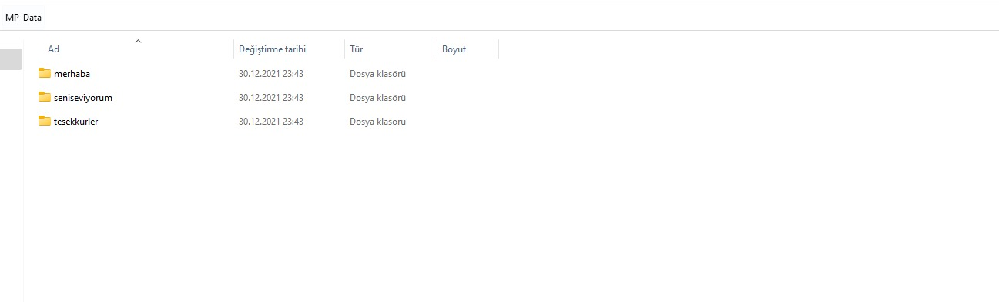 MP_Data
Ad Değiştirme tarihi Tür Boyut
merhaba 30.12.2021 23:43 Dosya klasörü
seniseviyorum 30.12.2021 23:43 Dosya klasörü
tesekkurler 30.12.2021 23:43 Dosya klasörü